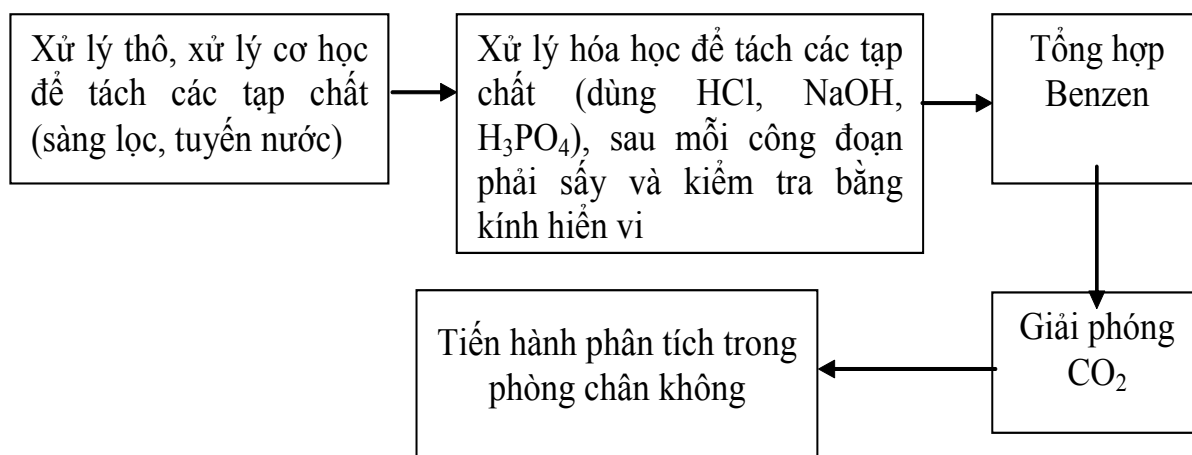 Xử lý thô, xử lý cơ học
để tách các tạp chất
(sàng lọc, tuyến nước)
Xử lý hóa học để tách các tạp
chất (dùng HCl, NaOH,
H₃PO₄), sau mỗi công đoạn
phải sấy và kiểm tra bằng
kính hiển vi
Tổng hợp
Benzen
Giải phóng
CO₂
Tiến hành phân tích trong
phòng chân không